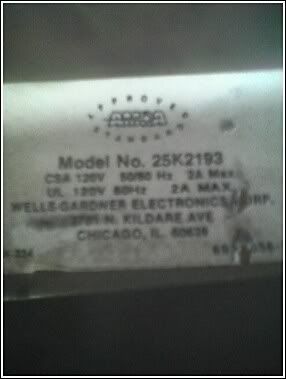 APPROVED
STANDARD
Model No. 25K2193
CSA 120V 50/60 Hz 2A Max.
UL 120V 60Hz 2A MAX.
WELLS-GARDNER ELECTRONICS CORP.
N. KILDARE AVE
CHICAGO, IL